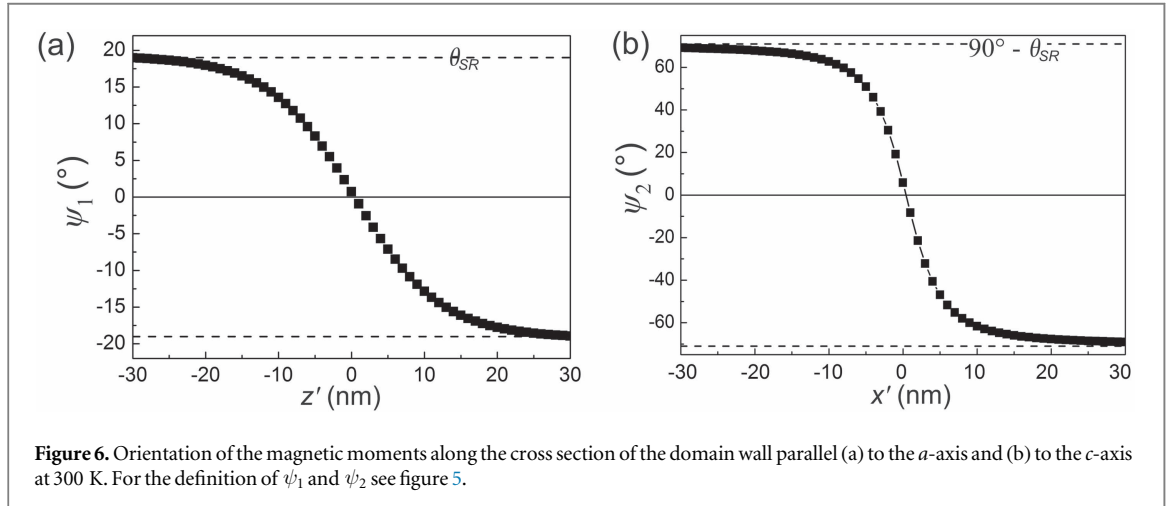 (a)
20
15
10
5
0
-5
-10
-15
-20
ψ₁ (°)
θSR
-30 -20 -10 0 10 20 30
z′ (nm)
(b)
60
40
20
0
-20
-40
-60
ψ₂ (°)
90° - θSR
-30 -20 -10 0 10 20 30
x′ (nm)
Figure 6. Orientation of the magnetic moments along the cross section of the domain wall parallel (a) to the a-axis and (b) to the c-axis
at 300 K. For the definition of ψ₁ and ψ₂ see figure 5.